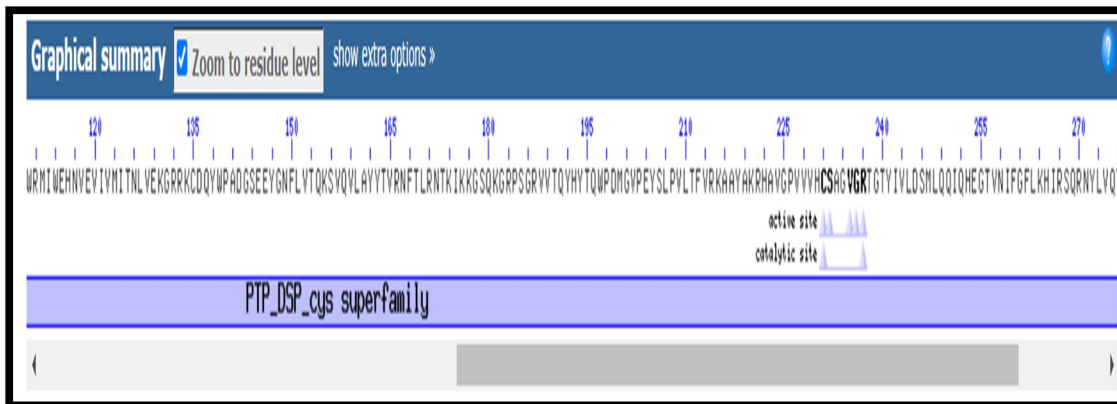 Graphical summary Zoom to residue level show extra options » ?
120 135 150 165 180 195 210 225 240 255 270
WRMIWEHNVEVIVMITNLVEKGRRKCDQYWPADGSEEYGNFLVTQKSVQVLAYYTVRNFTLRNTKIKKGSQKGRPSGRVVTQYHYTQWPDMGVPEYSLPVLTFVRKAAYAKRHAVGPVVVHCSAGVGRTGTYIVLDSMLQQIQHEGTVNIFGFLKHIRSQRNYLVQT
active site
catalytic site
PTP_DSP_cys superfamily